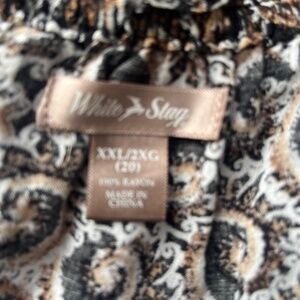 White Stag
XXL/2XG
(20)
100% RAYON
MADE IN
CHINA